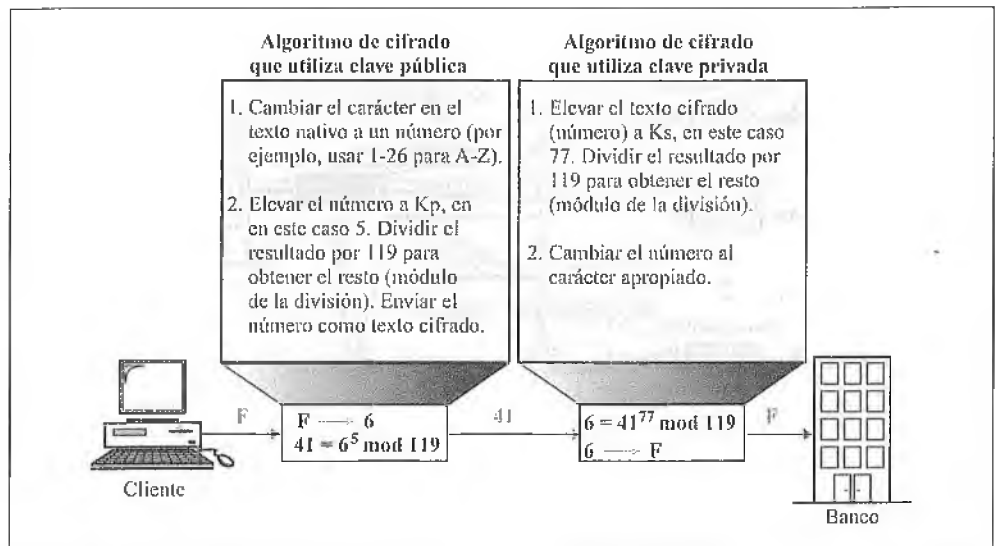 Algoritmo de cifrado
que utiliza clave pública
1. Cambiar el carácter en el
texto nativo a un número (por
ejemplo, usar 1-26 para A-Z).
2. Elevar el número a Kp, en
en este caso 5. Dividir el
resultado por 119 para
obtener el resto (módulo
de la división). Enviar el
número como texto cifrado.
Algoritmo de cifrado
que utiliza clave privada
1. Elevar el texto cifrado
(número) a Ks, en este caso
77. Dividir el resultado por
119 para obtener el resto
(módulo de la división).
2. Cambiar el número al
carácter apropiado.
F
F → 6
41 = 6⁵ mod 119
41
6 = 41⁷⁷ mod 119
6 → F
F
Cliente
Banco